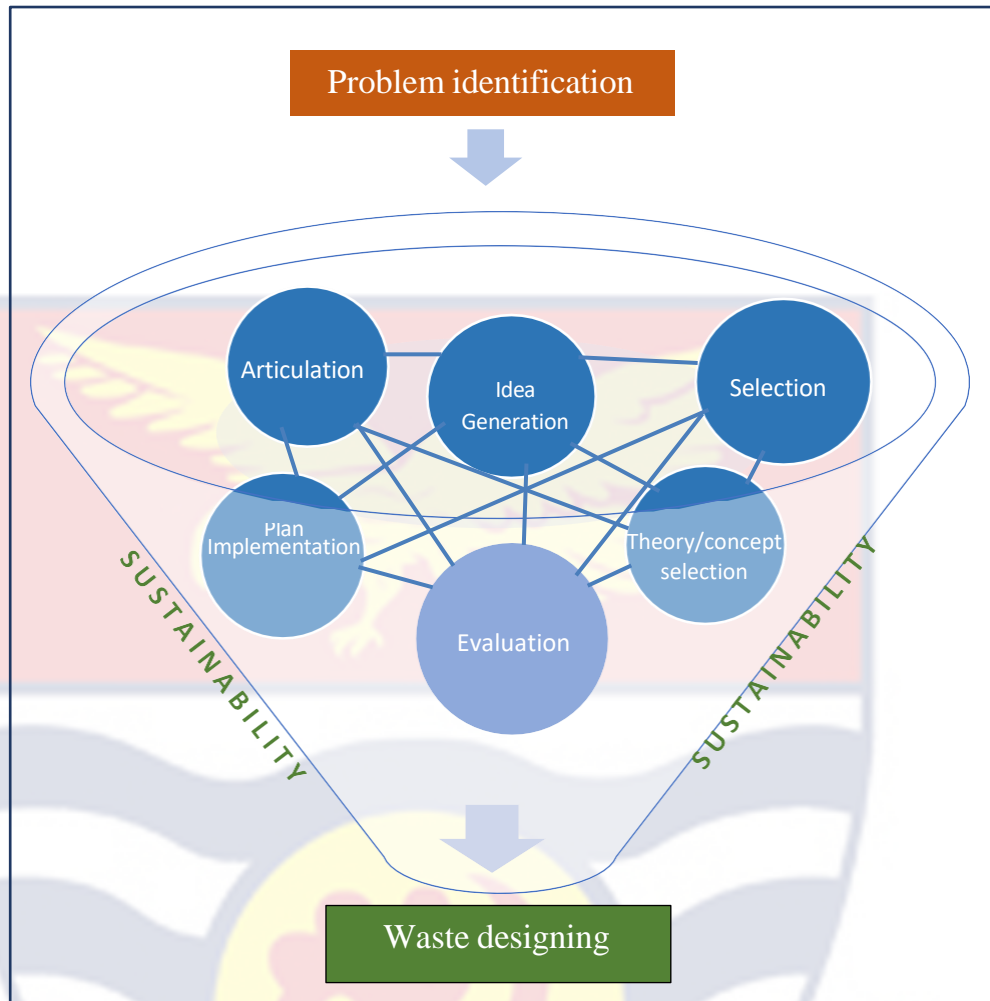 Problem identification
Articulation
Idea
Generation
Selection
Plan
Implementation
Theory/concept
selection
Evaluation
SUSTAINABILITY
SUSTAINABILITY
Waste designing